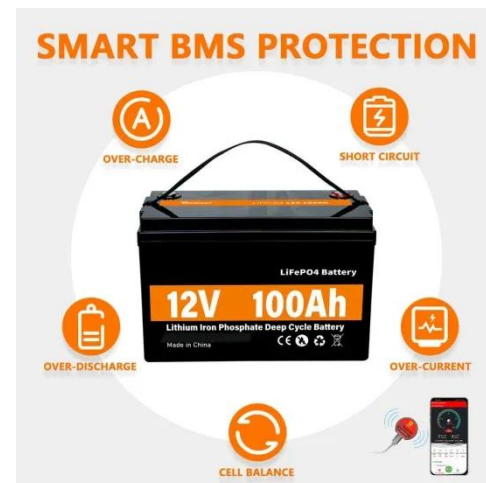 SMART BMS PROTECTION
OVER-CHARGE
SHORT CIRCUIT
LiFePO4 Battery
12V 100Ah
Lithium Iron Phosphate Deep Cycle Battery
Made in China
CE
OVER-DISCHARGE
OVER-CURRENT
CELL BALANCE